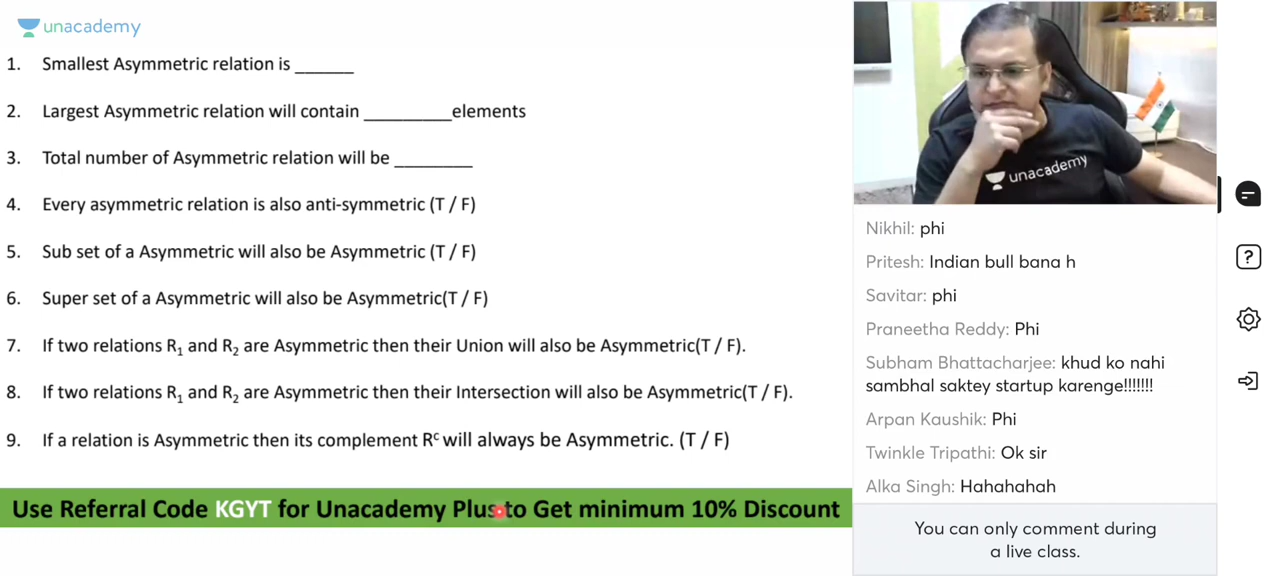 unacademy
1. Smallest Asymmetric relation is ______
2. Largest Asymmetric relation will contain _________elements
3. Total number of Asymmetric relation will be ________
4. Every asymmetric relation is also anti-symmetric (T / F)
5. Sub set of a Asymmetric will also be Asymmetric (T / F)
6. Super set of a Asymmetric will also be Asymmetric(T / F)
7. If two relations R₁ and R₂ are Asymmetric then their Union will also be Asymmetric(T / F).
8. If two relations R₁ and R₂ are Asymmetric then their Intersection will also be Asymmetric(T / F).
9. If a relation is Asymmetric then its complement Rᶜ will always be Asymmetric. (T / F)
Use Referral Code KGYT for Unacademy Plus to Get minimum 10% Discount
unacademy
Nikhil: phi
Pritesh: Indian bull bana h
Savitar: phi
Praneetha Reddy: Phi
Subham Bhattacharjee: khud ko nahi
sambhal saktey startup karenge!!!!!!!
Arpan Kaushik: Phi
Twinkle Tripathi: Ok sir
Alka Singh: Hahahahah
You can only comment during
a live class.
?